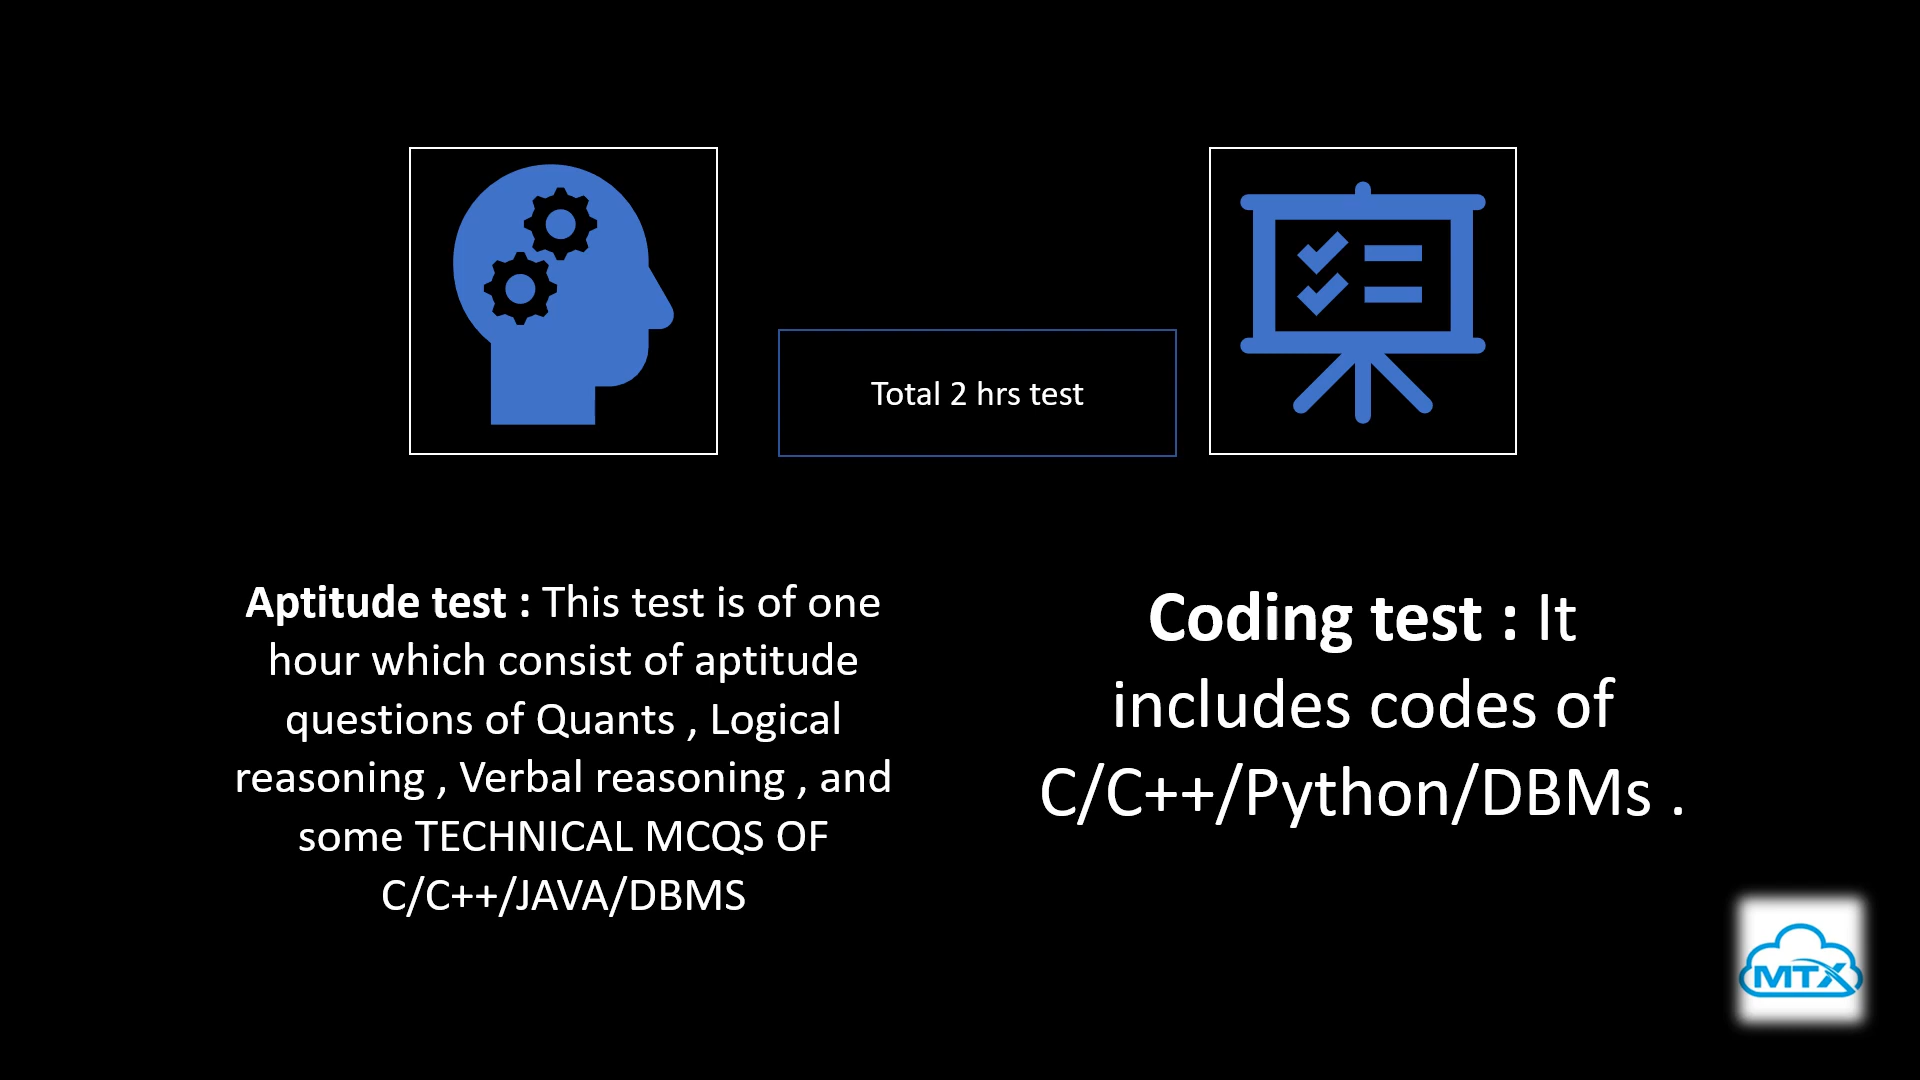 Total 2 hrs test
Aptitude test : This test is of one
hour which consist of aptitude
questions of Quants , Logical
reasoning , Verbal reasoning , and
some TECHNICAL MCQS OF
C/C++/JAVA/DBMS
Coding test : It
includes codes of
C/C++/Python/DBMs .
MTX